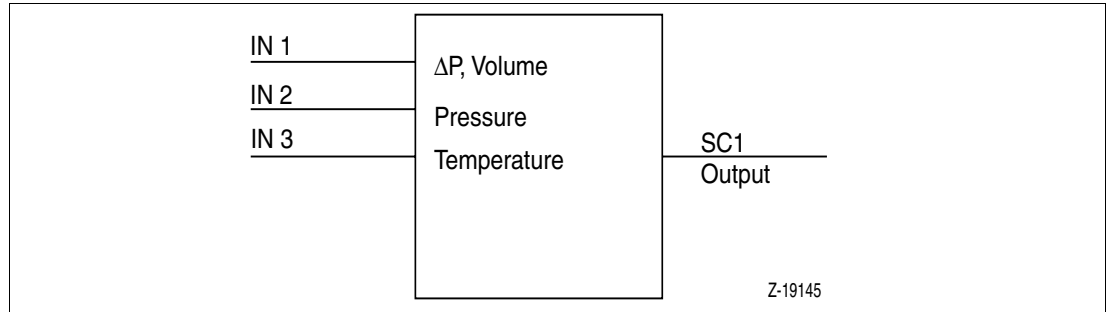 IN 1
ΔP, Volume
IN 2
Pressure
IN 3
Temperature
SC1
Output
Z-19145